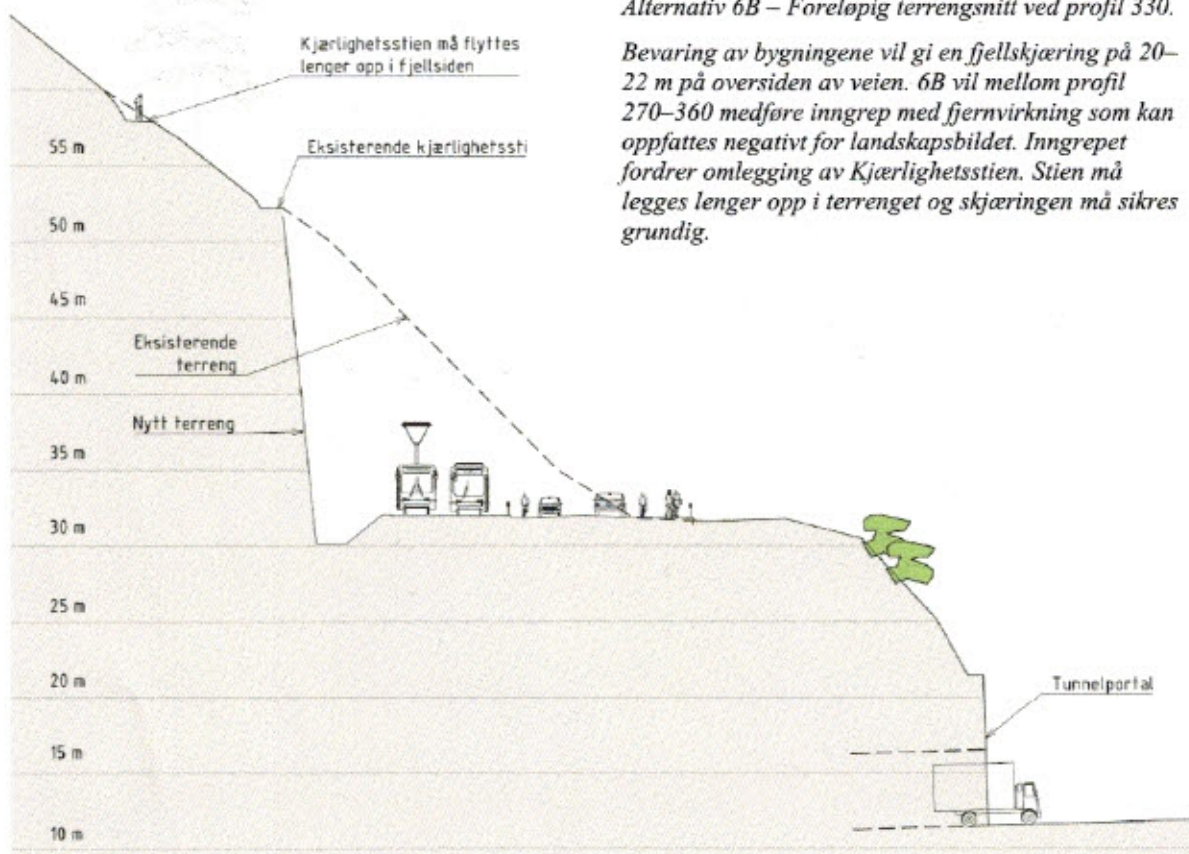 Alternativ 6B – Foreløpig terrengsnitt ved profil 330.
Bevaring av bygningene vil gi en fjellskjæring på 20–
22 m på oversiden av veien. 6B vil mellom profil
270–360 medføre inngrep med fjernvirkning som kan
oppfattes negativt for landskapsbildet. Inngrepet
fordrer omlegging av Kjærlighetsstien. Stien må
legges lenger opp i terrenget og skjæringen må sikres
grundig.
Kjærlighetsstien må flyttes
lenger opp i fjellsiden
55 m
Eksisterende kjærlighetssti
50 m
45 m
Eksisterende
terreng
40 m
Nytt terreng
35 m
30 m
25 m
20 m
Tunnelportal
15 m
10 m